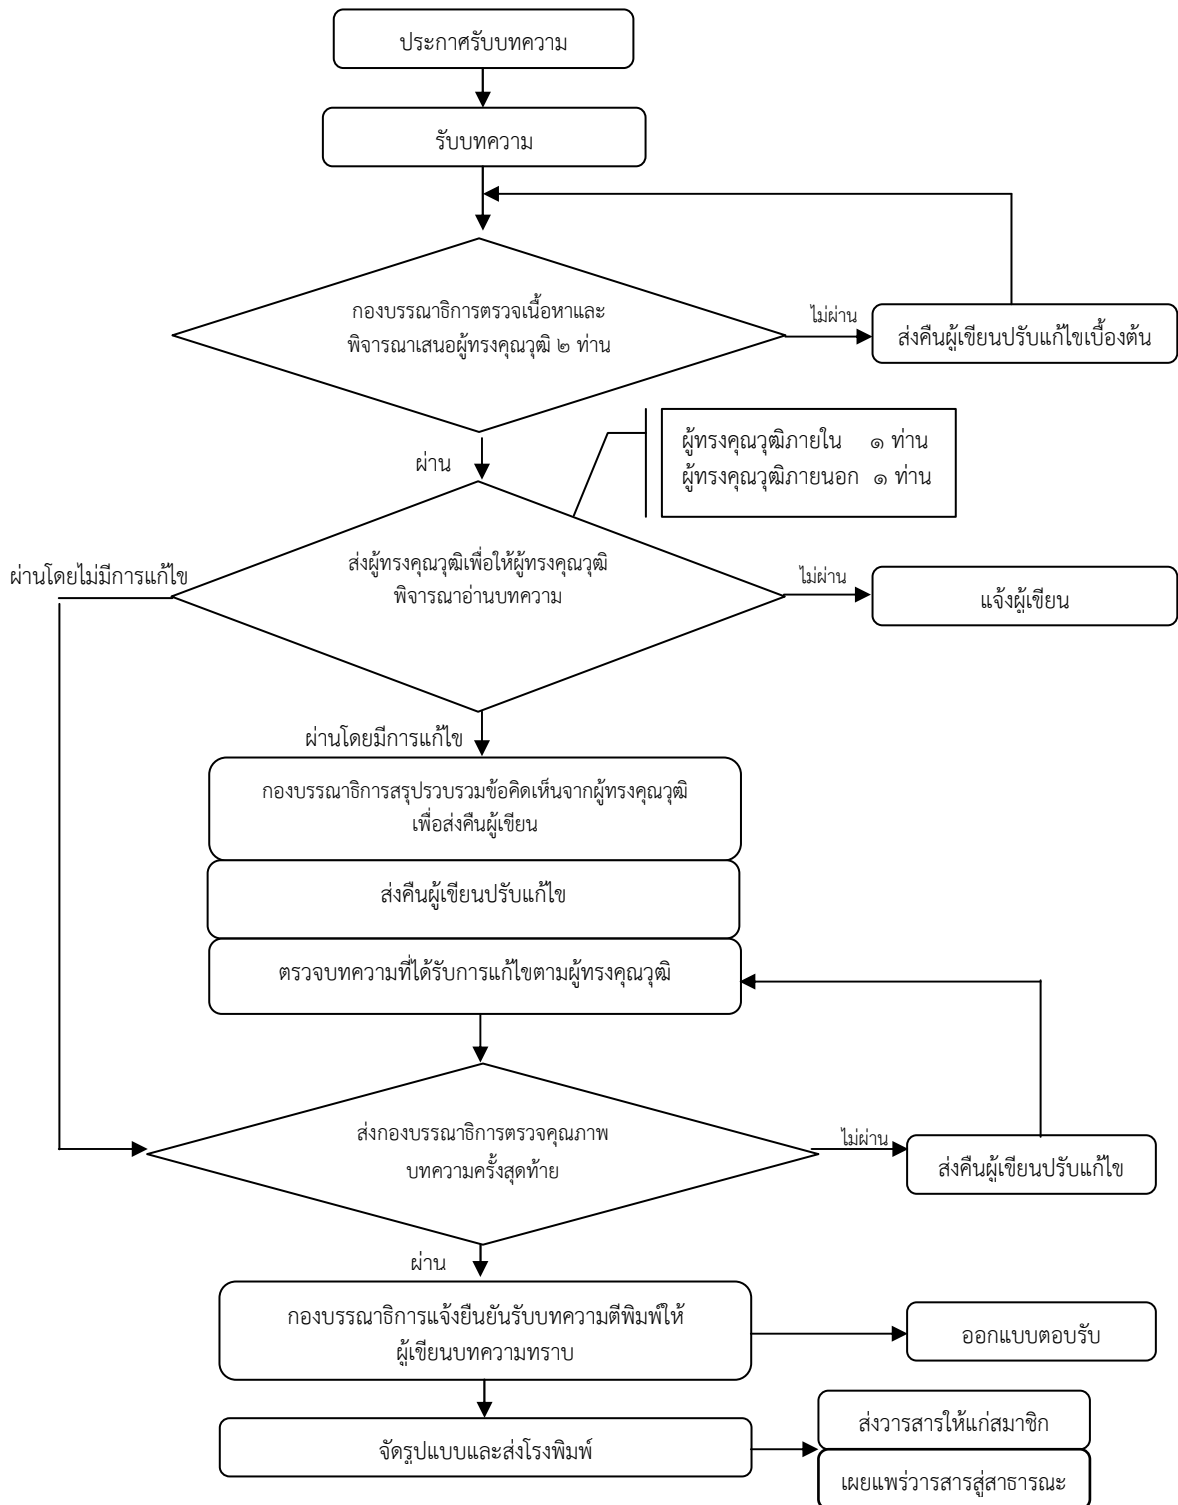 ประกาศรับบทความ
รับบทความ
กองบรรณาธิการตรวจเนื้อหาและ
พิจารณาเสนอผู้ทรงคุณวุฒิ ๒ ท่าน
ไม่ผ่าน
ส่งคืนผู้เขียนปรับแก้ไขเบื้องต้น
ผู้ทรงคุณวุฒิภายใน ๑ ท่าน
ผู้ทรงคุณวุฒิภายนอก ๑ ท่าน
ผ่าน
ส่งผู้ทรงคุณวุฒิเพื่อให้ผู้ทรงคุณวุฒิ
พิจารณาอ่านบทความ
ผ่านโดยไม่มีการแก้ไข
ไม่ผ่าน
แจ้งผู้เขียน
ผ่านโดยมีการแก้ไข
กองบรรณาธิการสรุปรวบรวมข้อคิดเห็นจากผู้ทรงคุณวุฒิ
เพื่อส่งคืนผู้เขียน
ส่งคืนผู้เขียนปรับแก้ไข
ตรวจบทความที่ได้รับการแก้ไขตามผู้ทรงคุณวุฒิ
ส่งกองบรรณาธิการตรวจคุณภาพ
บทความครั้งสุดท้าย
ไม่ผ่าน
ส่งคืนผู้เขียนปรับแก้ไข
ผ่าน
กองบรรณาธิการแจ้งยืนยันรับบทความตีพิมพ์ให้
ผู้เขียนบทความทราบ
ออกแบบตอบรับ
จัดรูปแบบและส่งโรงพิมพ์
ส่งวารสารให้แก่สมาชิก
เผยแพร่วารสารสู่สาธารณะ